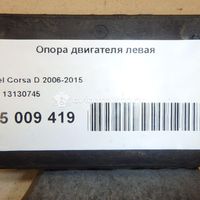 Опора двигателя левая
el Corsa D 2006-2015
13130745
5 009 419